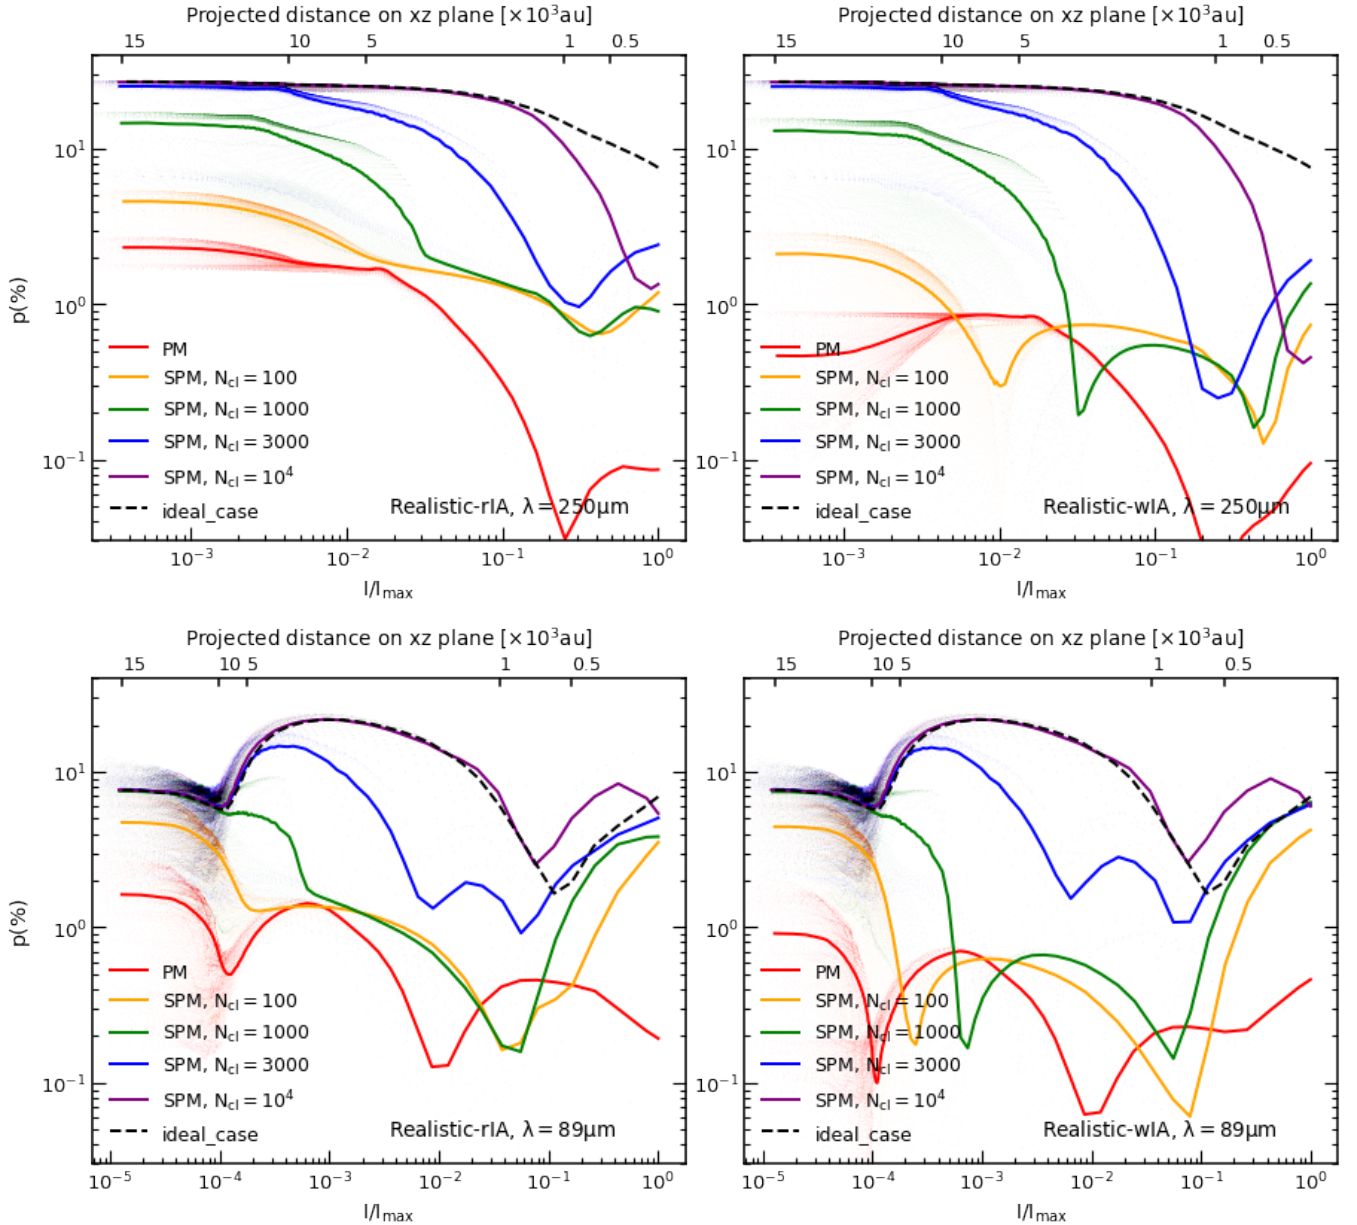 Projected distance on xz plane [×10³au]
15 10 5 1 0.5
10¹
10⁰
10⁻¹
p(%)
PM
SPM, N_cl = 100
SPM, N_cl = 1000
SPM, N_cl = 3000
SPM, N_cl = 10⁴
ideal_case
Realistic-rIA, λ = 250μm
10⁻³ 10⁻² 10⁻¹ 10⁰
I/I_max
Projected distance on xz plane [×10³au]
15 10 5 1 0.5
10¹
10⁰
10⁻¹
PM
SPM, N_cl = 100
SPM, N_cl = 1000
SPM, N_cl = 3000
SPM, N_cl = 10⁴
ideal_case
Realistic-wIA, λ = 250μm
10⁻³ 10⁻² 10⁻¹ 10⁰
I/I_max
Projected distance on xz plane [×10³au]
15 10 5 1 0.5
10¹
10⁰
10⁻¹
p(%)
PM
SPM, N_cl = 100
SPM, N_cl = 1000
SPM, N_cl = 3000
SPM, N_cl = 10⁴
ideal_case
Realistic-rIA, λ = 89μm
10⁻⁵ 10⁻⁴ 10⁻³ 10⁻² 10⁻¹ 10⁰
I/I_max
Projected distance on xz plane [×10³au]
15 10 5 1 0.5
10¹
10⁰
10⁻¹
PM
SPM, N_cl = 100
SPM, N_cl = 1000
SPM, N_cl = 3000
SPM, N_cl = 10⁴
ideal_case
Realistic-wIA, λ = 89μm
10⁻⁵ 10⁻⁴ 10⁻³ 10⁻² 10⁻¹ 10⁰
I/I_max